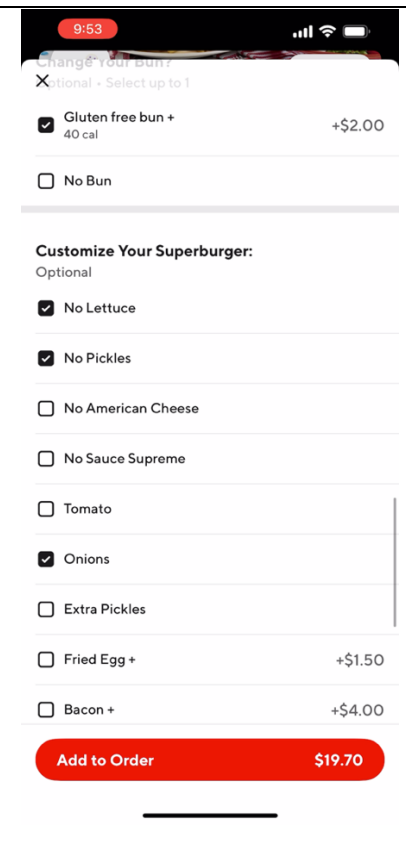 9:53
Change Your Bun?
Optional • Select up to 1
Gluten free bun +
+$2.00
40 cal
No Bun
Customize Your Superburger:
Optional
No Lettuce
No Pickles
No American Cheese
No Sauce Supreme
Tomato
Onions
Extra Pickles
Fried Egg +
+$1.50
Bacon +
+$4.00
Add to Order
$19.70